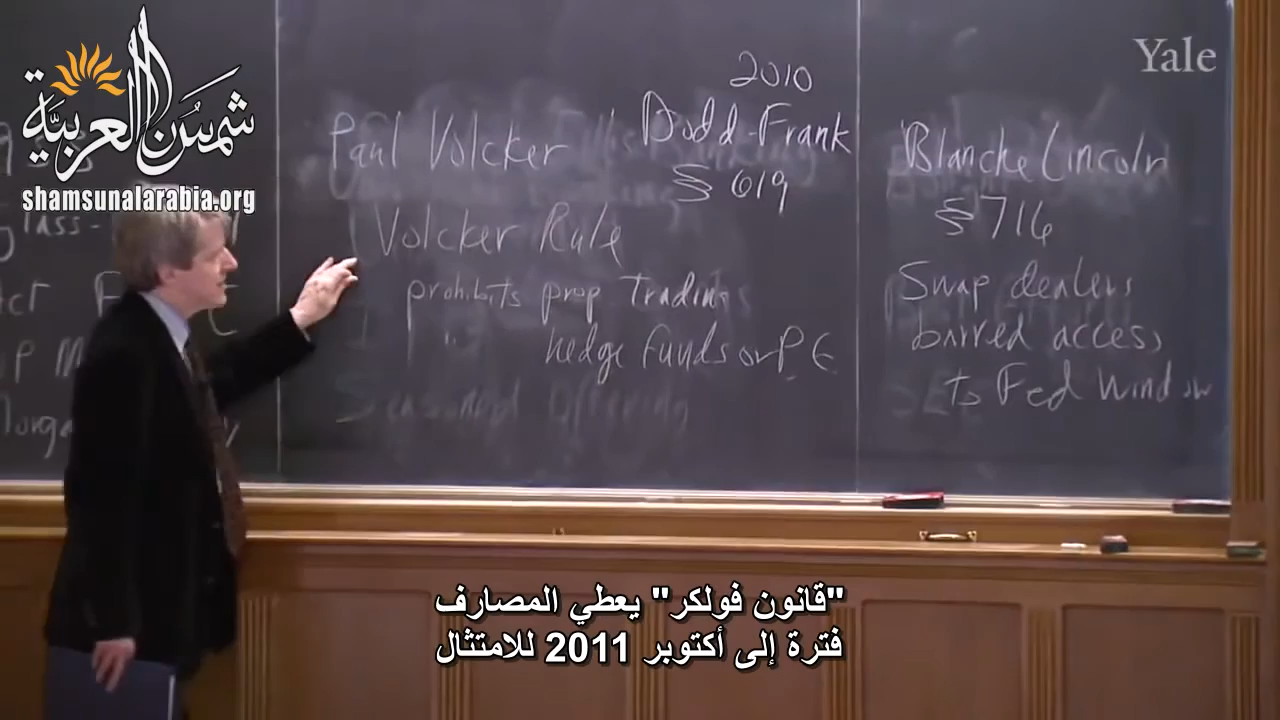 شمس العربية
shamsunalarabia.org
Yale
2010
Paul Volcker
Dodd-Frank
§ 619
Volcker Rule
prohibits prop trading
hedge funds or P.E
Seasoned Offering
Blanche Lincoln
§ 716
Swap dealers
barred access
to Fed Window
"قانون فولكر" يعطي المصارف
فترة إلى أكتوبر 2011 للامتثال